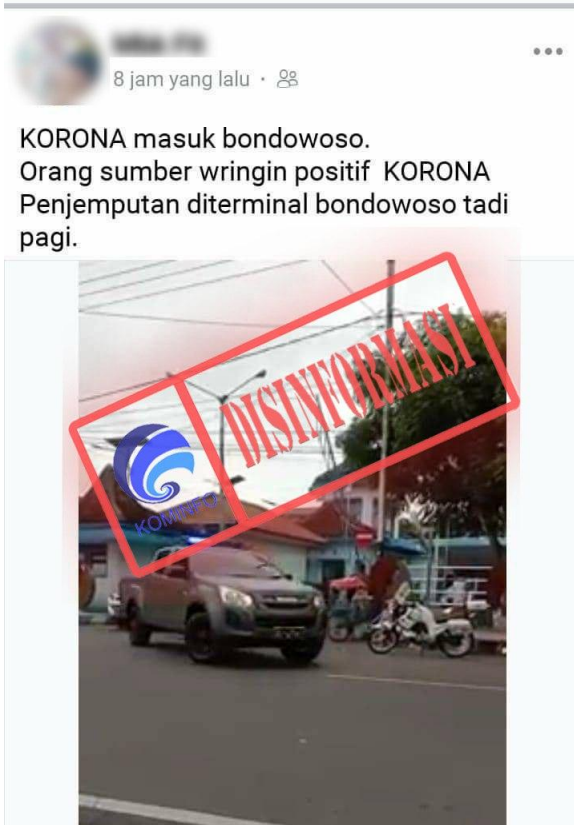 8 jam yang lalu ·
KORONA masuk bondowoso.
Orang sumber wringin positif KORONA
Penjemputan diterminal bondowoso tadi
pagi.
DISINFORMASI
KOMINFO